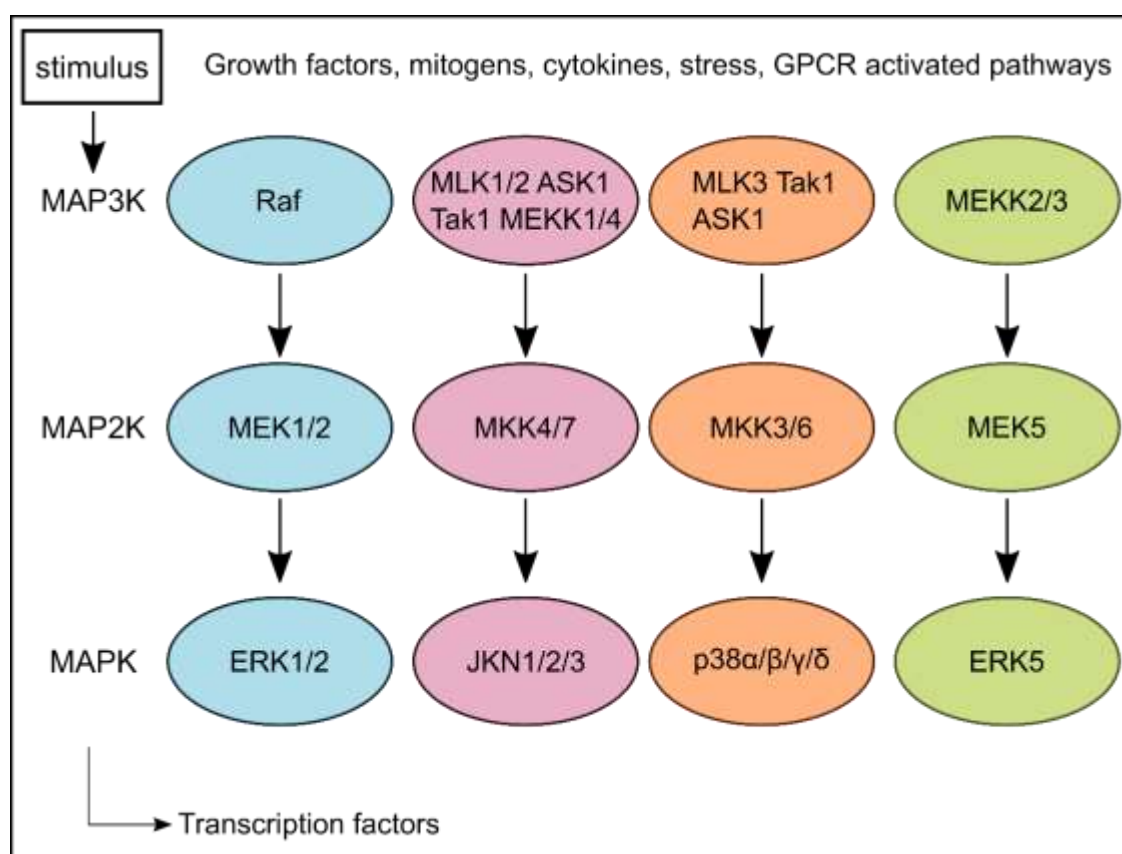 stimulus
Growth factors, mitogens, cytokines, stress, GPCR activated pathways
MAP3K
Raf
MLK1/2 ASK1
Tak1 MEKK1/4
MLK3 Tak1
ASK1
MEKK2/3
MAP2K
MEK1/2
MKK4/7
MKK3/6
MEK5
MAPK
ERK1/2
JKN1/2/3
p38α/β/γ/δ
ERK5
Transcription factors